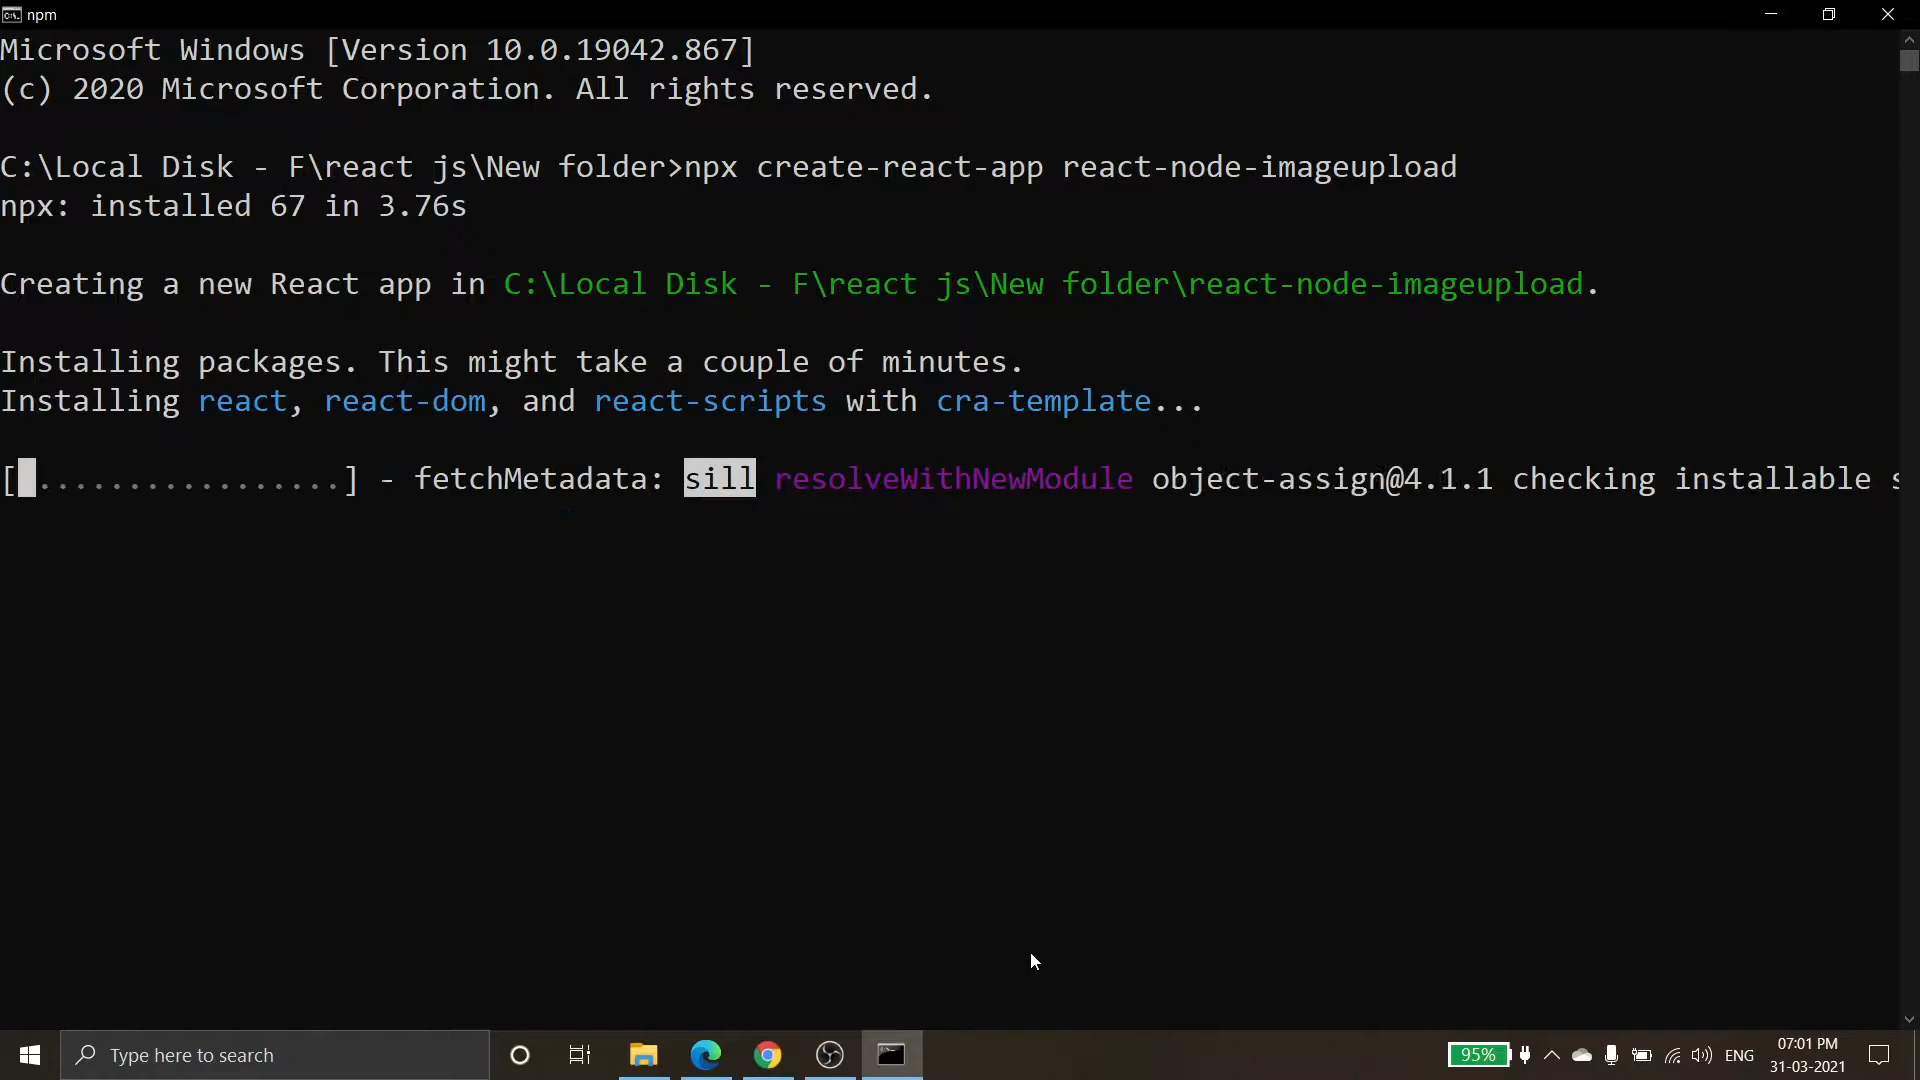 npm
Microsoft Windows [Version 10.0.19042.867]
(c) 2020 Microsoft Corporation. All rights reserved.
C:\Local Disk - F\react js\New folder>npx create-react-app react-node-imageupload
npx: installed 67 in 3.76s
Creating a new React app in C:\Local Disk - F\react js\New folder\react-node-imageupload.
Installing packages. This might take a couple of minutes.
Installing react, react-dom, and react-scripts with cra-template...
[ .................] - fetchMetadata: sill resolveWithNewModule object-assign@4.1.1 checking installable s
Type here to search
95%
ENG
07:01 PM
31-03-2021